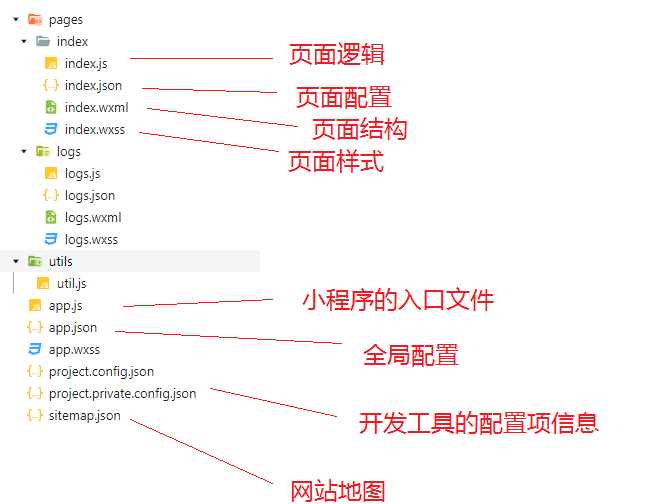 pages
index
index.js
页面逻辑
index.json
页面配置
index.wxml
页面结构
index.wxss
页面样式
logs
logs.js
logs.json
logs.wxml
logs.wxss
utils
util.js
app.js
小程序的入口文件
app.json
全局配置
app.wxss
project.config.json
project.private.config.json
开发工具的配置项信息
sitemap.json
网站地图